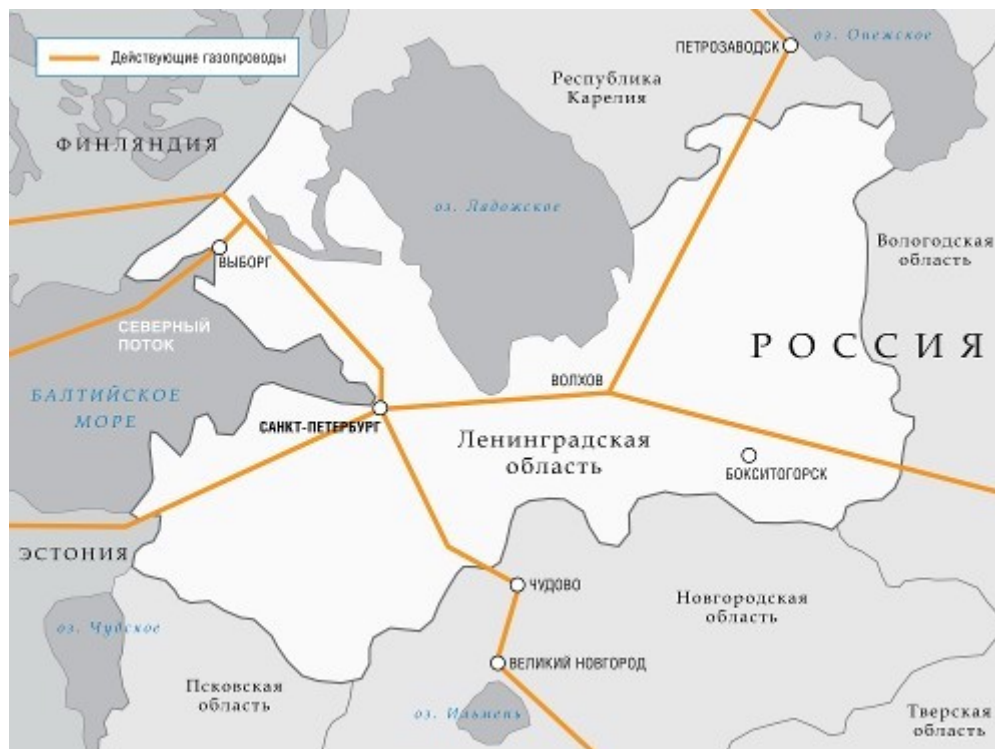 оз. Онежское
ПЕТРОЗАВОДСК
Действующие газопроводы
Республика
Карелия
ФИНЛЯНДИЯ
оз. Ладожское
Вологодская
область
ВЫБОРГ
СЕВЕРНЫЙ
ПОТОК
РОССИЯ
ВОЛХОВ
БАЛТИЙСКОЕ
МОРЕ
САНКТ-ПЕТЕРБУРГ
Ленинградская
область
БОКСИТОГОРСК
ЭСТОНИЯ
ЧУДОВО
Новгородская
область
оз. Чудское
ВЕЛИКИЙ НОВГОРОД
Псковская
область
оз. Ильмень
Тверская
область